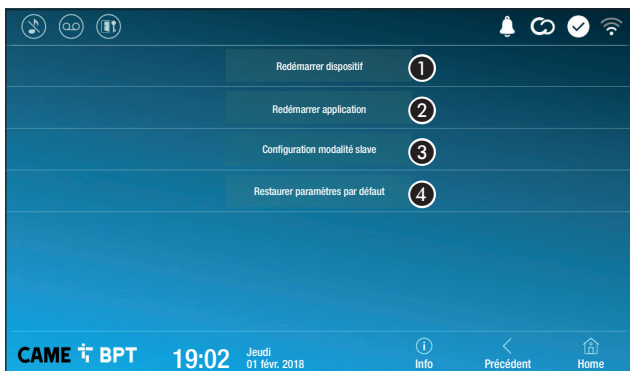 Redémarrer dispositif 1
Redémarrer application 2
Configuration modalité slave 3
Restaurer paramètres par défaut 4
CAME BPT 19:02 Jeudi
01 févr. 2018
Info Précédent Home